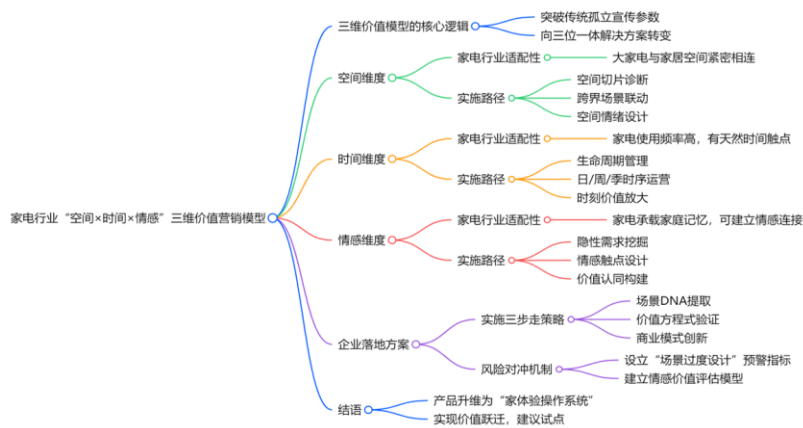 家电行业“空间×时间×情感”三维价值营销模型
三维价值模型的核心逻辑
突破传统孤立宣传参数
向三位一体解决方案转变
空间维度
家电行业适配性
大家电与家居空间紧密相连
实施路径
空间切片诊断
跨界场景联动
空间情绪设计
时间维度
家电行业适配性
家电使用频率高，有天然时间触点
实施路径
生命周期管理
日/周/季时序运营
时刻价值放大
情感维度
家电行业适配性
家电承载家庭记忆，可建立情感连接
实施路径
隐性需求挖掘
情感触点设计
价值认同构建
企业落地方案
实施三步走策略
场景DNA提取
价值方程式验证
商业模式创新
风险对冲机制
设立“场景过度设计”预警指标
建立情感价值评估模型
结语
产品升维为“家体验操作系统”
实现价值跃迁，建议试点